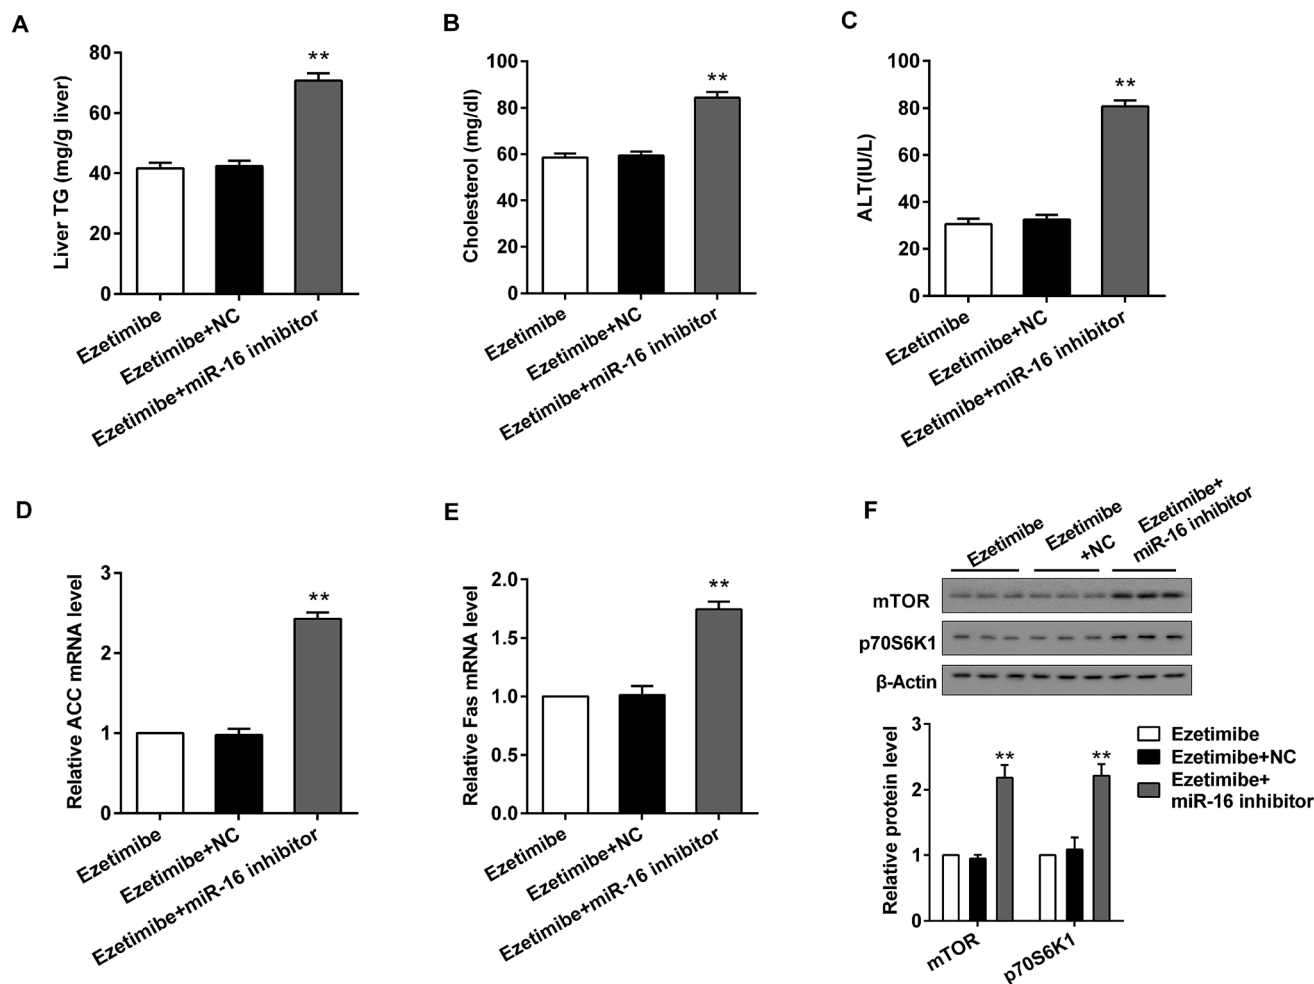 A
Liver TG (mg/g liver)
80
60
40
20
0
**
Ezetimibe
Ezetimibe+NC
Ezetimibe+miR-16 inhibitor
B
Cholesterol (mg/dl)
100
80
60
40
20
0
**
Ezetimibe
Ezetimibe+NC
Ezetimibe+miR-16 inhibitor
C
ALT(IU/L)
100
80
60
40
20
0
**
Ezetimibe
Ezetimibe+NC
Ezetimibe+miR-16 inhibitor
D
Relative ACC mRNA level
3
2
1
0
**
Ezetimibe
Ezetimibe+NC
Ezetimibe+miR-16 inhibitor
E
Relative Fas mRNA level
2.0
1.5
1.0
0.5
0.0
**
Ezetimibe
Ezetimibe+NC
Ezetimibe+miR-16 inhibitor
F
Ezetimibe
Ezetimibe
+NC
Ezetimibe+
miR-16 inhibitor
mTOR
p70S6K1
β-Actin
Relative protein level
3
2
1
0
**
**
mTOR
p70S6K1
Ezetimibe
Ezetimibe+NC
Ezetimibe+
miR-16 inhibitor